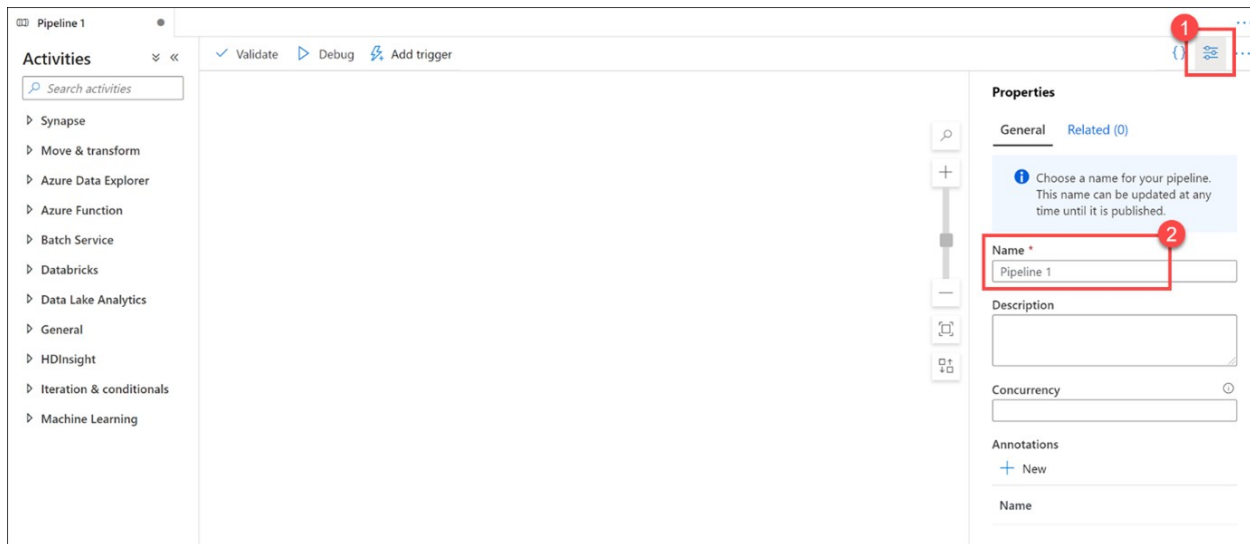 Pipeline 1
Activities
Validate Debug Add trigger
{}
1
Search activities
Synapse
Move & transform
Azure Data Explorer
Azure Function
Batch Service
Databricks
Data Lake Analytics
General
HDInsight
Iteration & conditionals
Machine Learning
Properties
General Related (0)
Choose a name for your pipeline.
This name can be updated at any
time until it is published.
2
Name *
Pipeline 1
Description
Concurrency
Annotations
New
Name